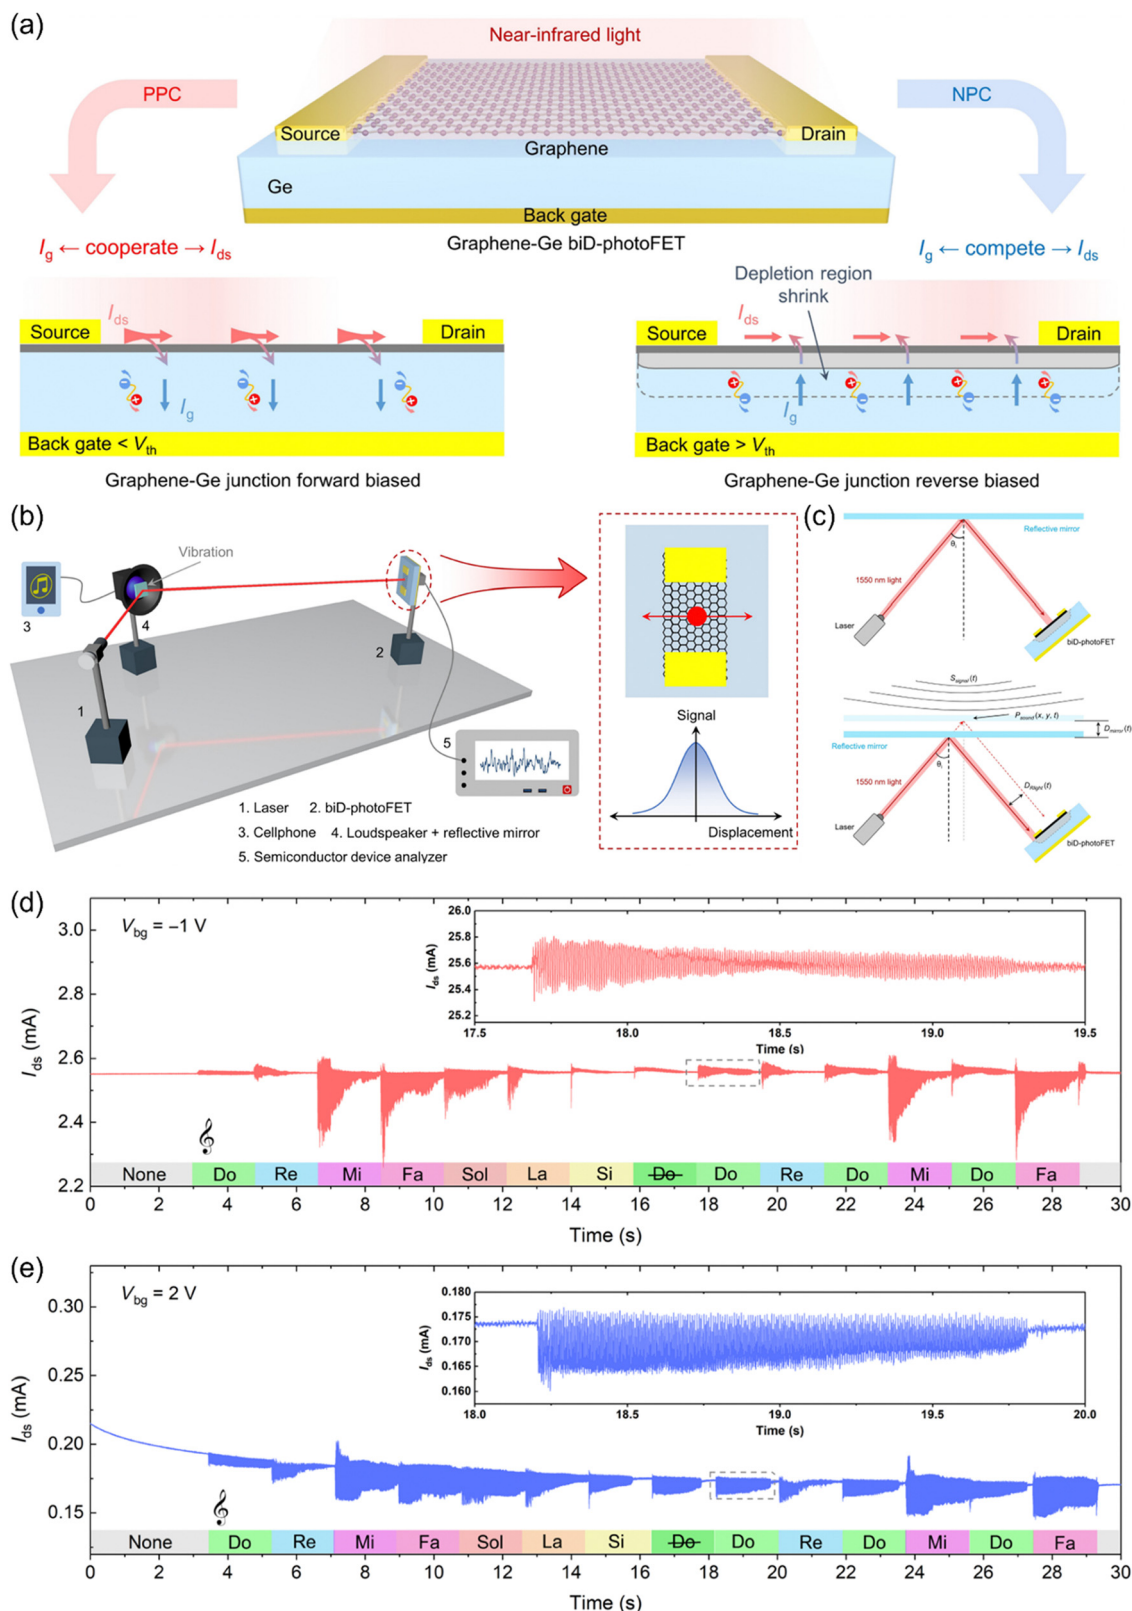 (a)
Near-infrared light
PPC
NPC
Source
Drain
Graphene
Ge
Back gate
Graphene-Ge biD-photoFET
Ig ← cooperate → Ids
Ig ← compete → Ids
Depletion region
shrink
Source
Ids
Drain
Ig
Back gate < Vth
Graphene-Ge junction forward biased
Source
Ids
Drain
Ig
Back gate > Vth
Graphene-Ge junction reverse biased
(b)
Vibration
3
4
1
2
5
1. Laser 2. biD-photoFET
3. Cellphone 4. Loudspeaker + reflective mirror
5. Semiconductor device analyzer
Signal
Displacement
(c)
Reflective mirror
θi
1550 nm light
Laser
biD-photoFET
Ssignal (t)
Psound (x, y, t)
Dmirror (t)
Reflective mirror
θi
1550 nm light
Dlight (t)
Laser
biD-photoFET
(d)
Vbg = –1 V
Ids (mA)
3.0
2.8
2.6
2.4
2.2
26.0
25.8
25.6
25.4
25.2
Ids (mA)
17.5 18.0 18.5 19.0 19.5
Time (s)
None Do Re Mi Fa Sol La Si Do Do Re Do Mi Do Fa
0 2 4 6 8 10 12 14 16 18 20 22 24 26 28 30
Time (s)
(e)
Vbg = 2 V
Ids (mA)
0.30
0.25
0.20
0.15
0.180
0.175
0.170
0.165
0.160
Ids (mA)
18.0 18.5 19.0 19.5 20.0
Time (s)
None Do Re Mi Fa Sol La Si Do Do Re Do Mi Do Fa
0 2 4 6 8 10 12 14 16 18 20 22 24 26 28 30
Time (s)